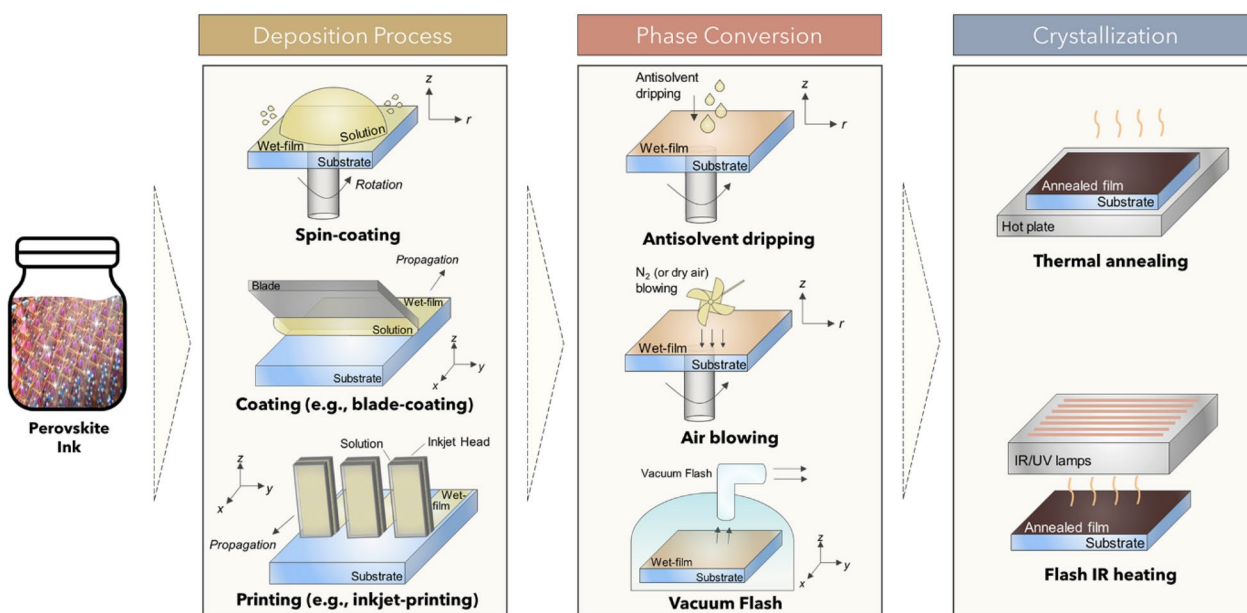 Deposition Process
Phase Conversion
Crystallization
Perovskite
Ink
z
r
Solution
Wet-film
Substrate
Rotation
Spin-coating
Propagation
Blade
Wet-film
Solution
Substrate
z
y
x
Coating (e.g., blade-coating)
Solution
Inkjet Head
z
y
x
Wet-
film
Propagation
Substrate
Printing (e.g., inkjet-printing)
Antisolvent
dripping
z
r
Wet-film
Substrate
Antisolvent dripping
N₂ (or dry air)
blowing
z
r
Wet-film
Substrate
Air blowing
Vacuum Flash
Wet-film
Substrate
z
y
x
Vacuum Flash
Annealed film
Substrate
Hot plate
Thermal annealing
IR/UV lamps
Annealed film
Substrate
Flash IR heating